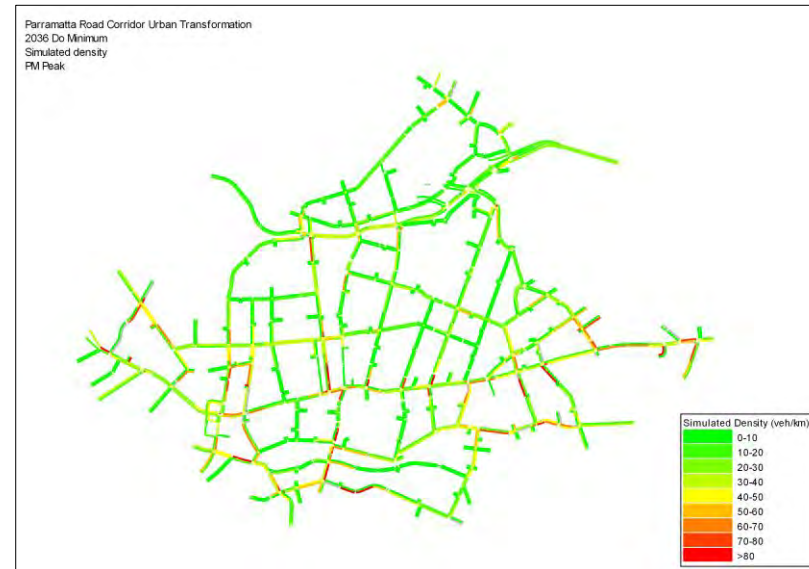 Parramatta Road Corridor Urban Transformation
2036 Do Minimum
Simulated density
PM Peak
Simulated Density (veh/km)
0-10
10-20
20-30
30-40
40-50
50-60
60-70
70-80
>80